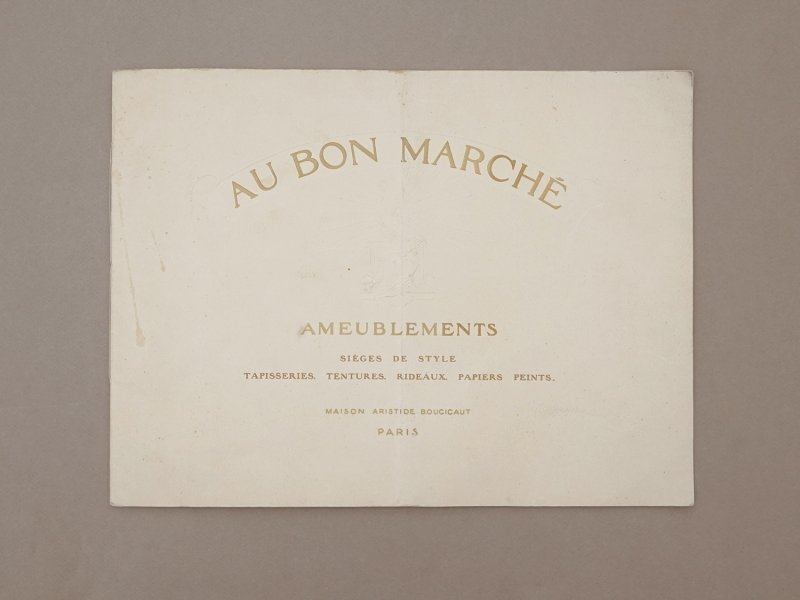 AU BON MARCHÉ
AMEUBLEMENTS
SIÈGES DE STYLE
TAPISSERIES. TENTURES. RIDEAUX. PAPIERS PEINTS.
MAISON ARISTIDE BOUCICAUT
PARIS